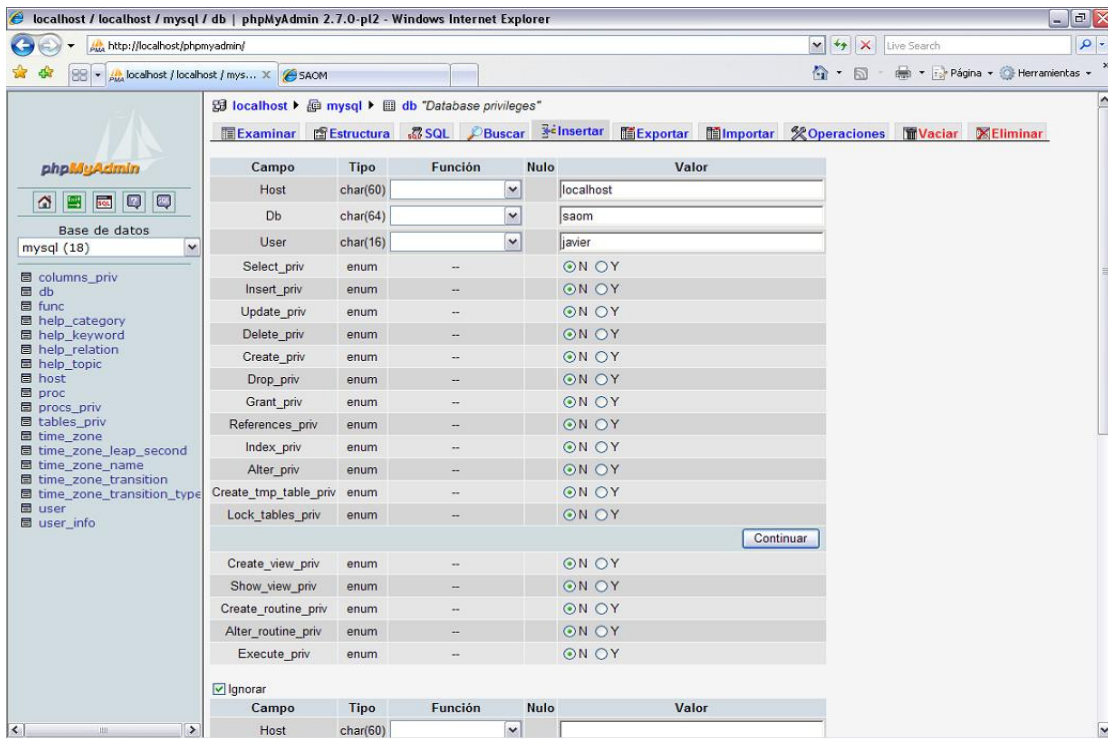 localhost / localhost / mysql / db | phpMyAdmin 2.7.0-pl2 - Windows Internet Explorer
http://localhost/phpmyadmin/
Live Search
localhost / localhost / mys...
SAOM
Página
Herramientas
phpMyAdmin
Base de datos
mysql (18)
columns_priv
db
func
help_category
help_keyword
help_relation
help_topic
host
proc
procs_priv
tables_priv
time_zone
time_zone_leap_second
time_zone_name
time_zone_transition
time_zone_transition_type
user
user_info
localhost mysql db "Database privileges"
Examinar Estructura SQL Buscar Insertar Exportar Importar Operaciones Vaciar Eliminar
Campo Tipo Función Nulo Valor
Host char(60) localhost
Db char(64) saom
User char(16) javier
Select_priv enum -- N Y
Insert_priv enum -- N Y
Update_priv enum -- N Y
Delete_priv enum -- N Y
Create_priv enum -- N Y
Drop_priv enum -- N Y
Grant_priv enum -- N Y
References_priv enum -- N Y
Index_priv enum -- N Y
Alter_priv enum -- N Y
Create_tmp_table_priv enum -- N Y
Lock_tables_priv enum -- N Y
Continuar
Create_view_priv enum -- N Y
Show_view_priv enum -- N Y
Create_routine_priv enum -- N Y
Alter_routine_priv enum -- N Y
Execute_priv enum -- N Y
Ignorar
Campo Tipo Función Nulo Valor
Host char(60)